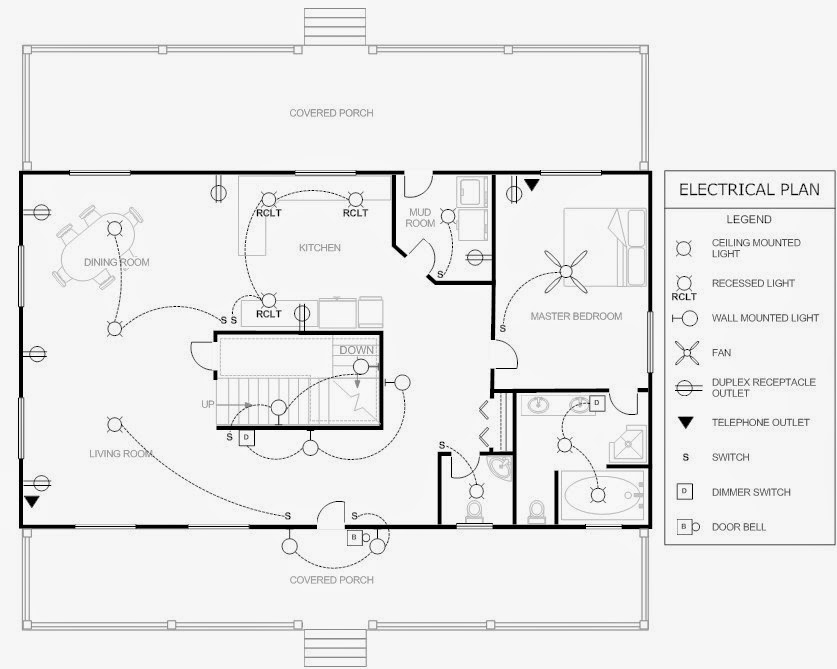 COVERED PORCH
ELECTRICAL PLAN
LEGEND
CEILING MOUNTED
LIGHT
RECESSED LIGHT
RCLT
WALL MOUNTED LIGHT
FAN
DUPLEX RECEPTACLE
OUTLET
TELEPHONE OUTLET
S SWITCH
D DIMMER SWITCH
B DOOR BELL
RCLT
RCLT
MUD
ROOM
KITCHEN
DINING ROOM
S
RCLT
S S
MASTER BEDROOM
S
DOWN
UP
D
S
D
S
LIVING ROOM
S
S
B
COVERED PORCH